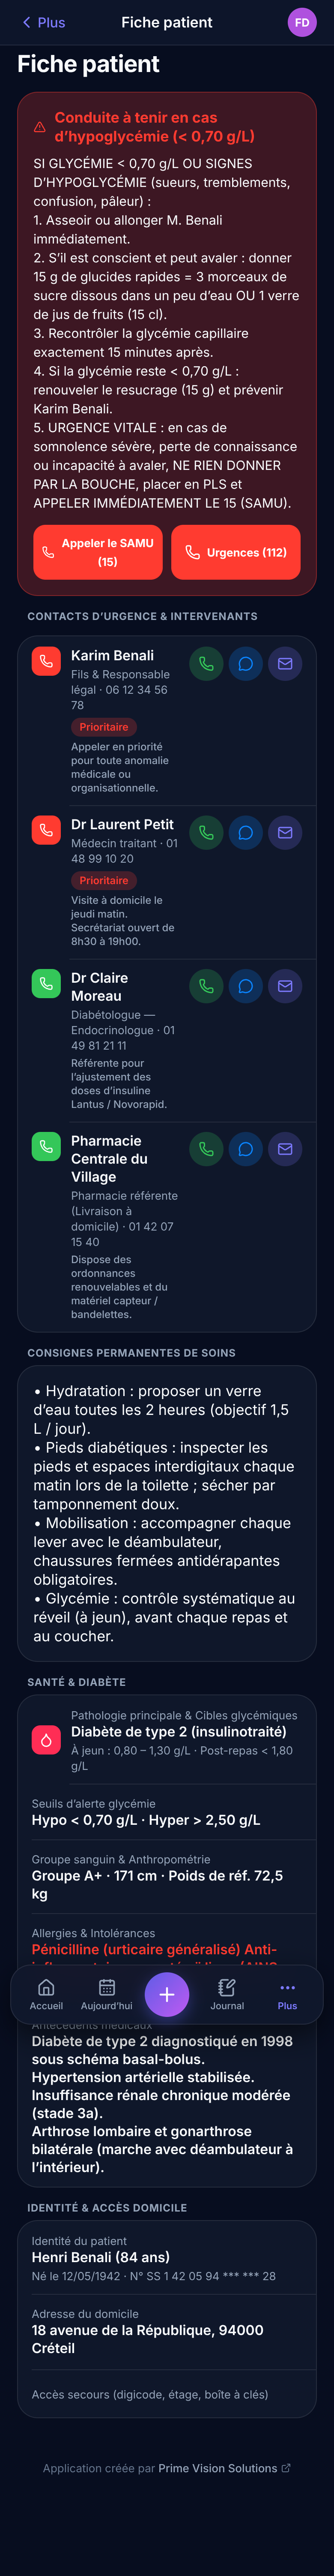 Plus
Fiche patient
FD
Fiche patient
Conduite à tenir en cas
d’hypoglycémie (< 0,70 g/L)
SI GLYCÉMIE < 0,70 g/L OU SIGNES
D’HYPOGLYCÉMIE (sueurs, tremblements,
confusion, pâleur) :
1. Asseoir ou allonger M. Benali
immédiatement.
2. S’il est conscient et peut avaler : donner
15 g de glucides rapides = 3 morceaux de
sucre dissous dans un peu d’eau OU 1 verre
de jus de fruits (15 cl).
3. Recontrôler la glycémie capillaire
exactement 15 minutes après.
4. Si la glycémie reste < 0,70 g/L :
renouveler le resucrage (15 g) et prévenir
Karim Benali.
5. URGENCE VITALE : en cas de
somnolence sévère, perte de connaissance
ou incapacité à avaler, NE RIEN DONNER
PAR LA BOUCHE, placer en PLS et
APPELER IMMÉDIATEMENT LE 15 (SAMU).
Appeler le SAMU
(15)
Urgences (112)
CONTACTS D’URGENCE & INTERVENANTS
Karim Benali
Fils & Responsable
légal · 06 12 34 56
78
Prioritaire
Appeler en priorité
pour toute anomalie
médicale ou
organisationnelle.
Dr Laurent Petit
Médecin traitant · 01
48 99 10 20
Prioritaire
Visite à domicile le
jeudi matin.
Secrétariat ouvert de
8h30 à 19h00.
Dr Claire
Moreau
Diabétologue —
Endocrinologue · 01
49 81 21 11
Référente pour
l’ajustement des
doses d’insuline
Lantus / Novorapid.
Pharmacie
Centrale du
Village
Pharmacie référente
(Livraison à
domicile) · 01 42 07
15 40
Dispose des
ordonnances
renouvelables et du
matériel capteur /
bandelettes.
CONSIGNES PERMANENTES DE SOINS
• Hydratation : proposer un verre
d’eau toutes les 2 heures (objectif 1,5
L / jour).
• Pieds diabétiques : inspecter les
pieds et espaces interdigitaux chaque
matin lors de la toilette ; sécher par
tamponnement doux.
• Mobilisation : accompagner chaque
lever avec le déambulateur,
chaussures fermées antidérapantes
obligatoires.
• Glycémie : contrôle systématique au
réveil (à jeun), avant chaque repas et
au coucher.
SANTÉ & DIABÈTE
Pathologie principale & Cibles glycémiques
Diabète de type 2 (insulinotraité)
À jeun : 0,80 – 1,30 g/L · Post-repas < 1,80
g/L
Seuils d’alerte glycémie
Hypo < 0,70 g/L · Hyper > 2,50 g/L
Groupe sanguin & Anthropométrie
Groupe A+ · 171 cm · Poids de réf. 72,5
kg
Allergies & Intolérances
Pénicilline (urticaire généralisé) Anti-
Accueil
Aujourd’hui
Journal
Plus
Antécédents médicaux
Diabète de type 2 diagnostiqué en 1998
sous schéma basal-bolus.
Hypertension artérielle stabilisée.
Insuffisance rénale chronique modérée
(stade 3a).
Arthrose lombaire et gonarthrose
bilatérale (marche avec déambulateur à
l’intérieur).
IDENTITÉ & ACCÈS DOMICILE
Identité du patient
Henri Benali (84 ans)
Né le 12/05/1942 · N° SS 1 42 05 94 *** *** 28
Adresse du domicile
18 avenue de la République, 94000
Créteil
Accès secours (digicode, étage, boîte à clés)
Application créée par Prime Vision Solutions